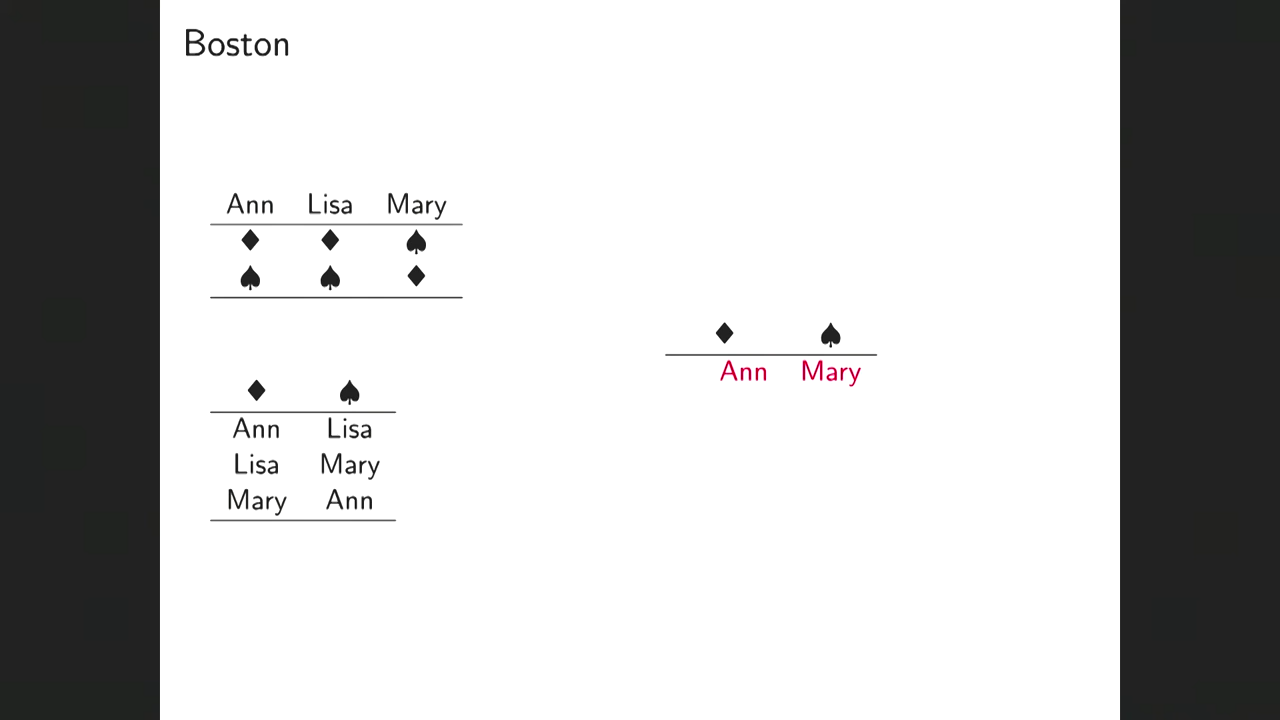 Boston
Ann Lisa Mary
♦ ♦ ♠
♠ ♠ ♦
♦ ♠
Ann Lisa
Lisa Mary
Mary Ann
♦ ♠
Ann Mary